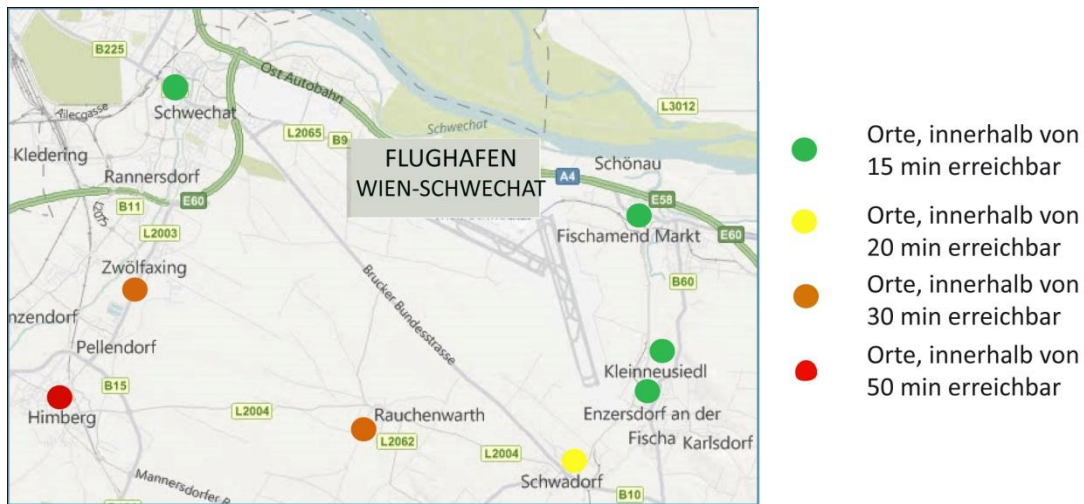 B225
Ost Autobahn
Schwechat
L3012
Ailecgasse
L2065
B9
Schwechat
Kledering
FLUGHAFEN
WIEN-SCHWECHAT
Schönau
Rannersdorf
A4
E60
E58
B11
L2003
Fischamend Markt
E60
Zwölfaxing
B60
Brucker Bundesstrasse
nzendorf
Pellendorf
Kleinneusiedl
B15
Himberg
L2004
Rauchenwarth
Enzersdorf an der
Fischa
Karlsdorf
L2062
L2004
Schwadorf
Mannersdorfer
B10
Orte, innerhalb von
15 min erreichbar
Orte, innerhalb von
20 min erreichbar
Orte, innerhalb von
30 min erreichbar
Orte, innerhalb von
50 min erreichbar